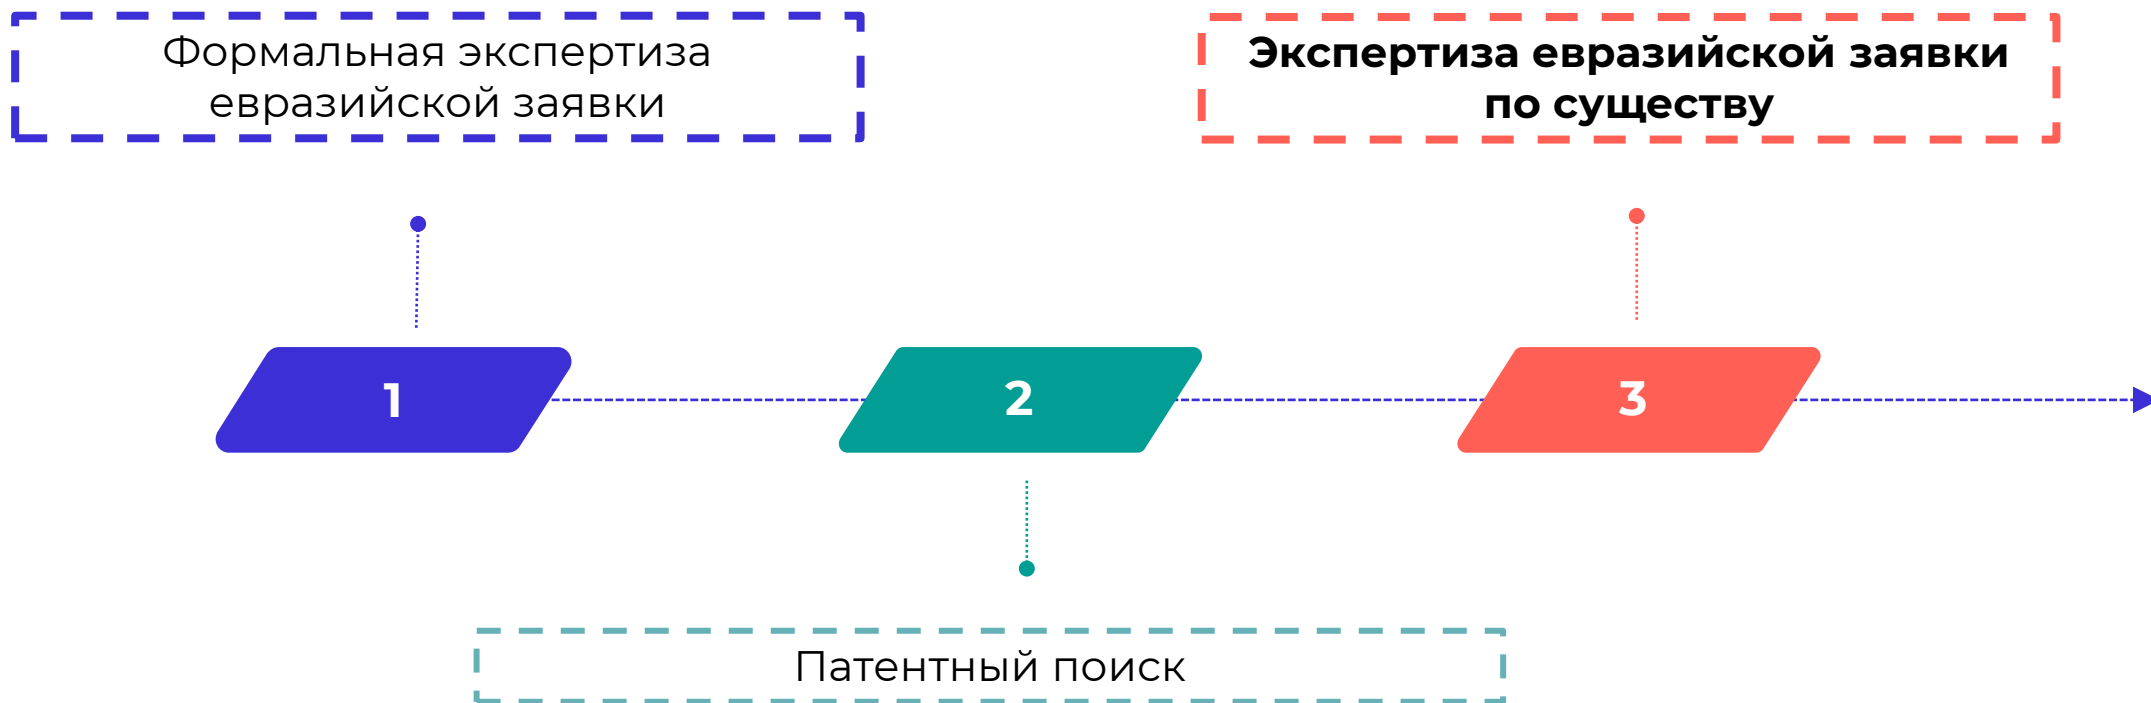 Формальная экспертиза
евразийской заявки
Экспертиза евразийской заявки
по существу
1
2
3
Патентный поиск